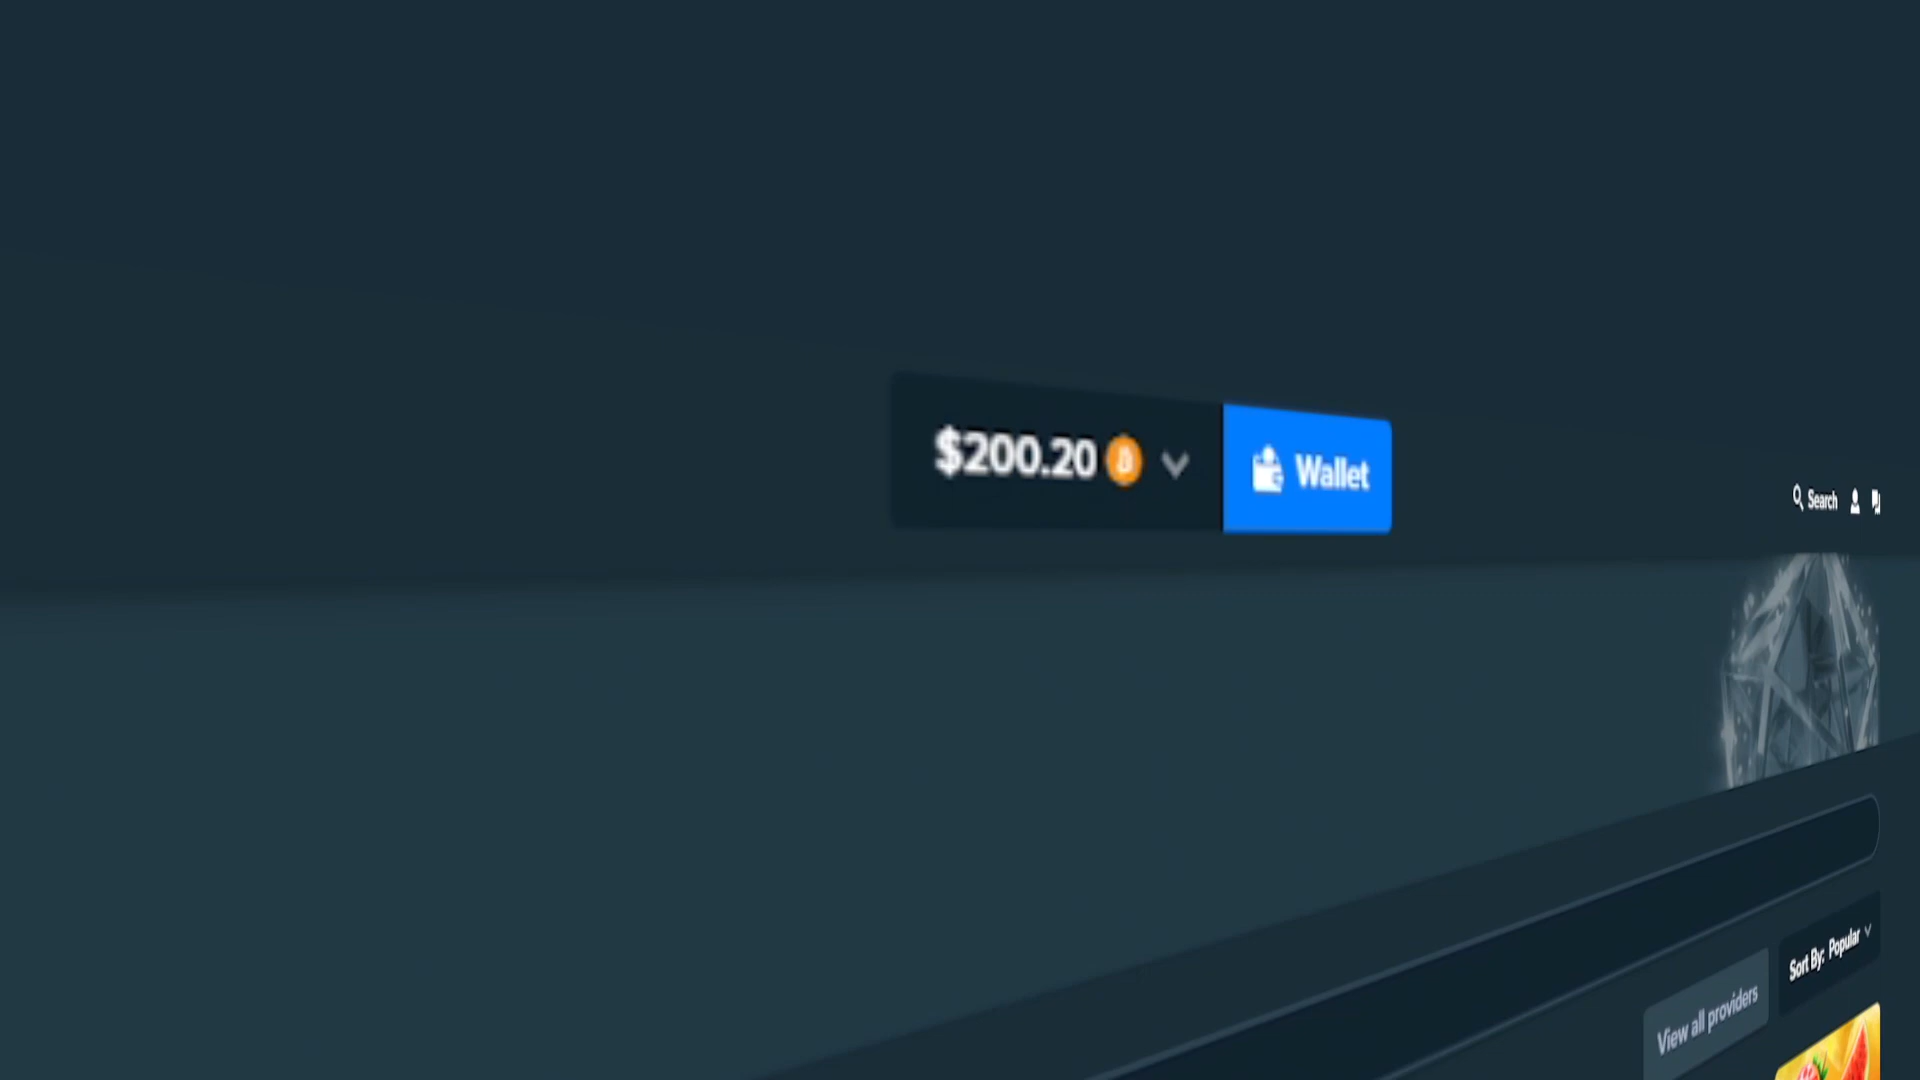 $200.20
Wallet
Search
Sort By: Popular
View all providers